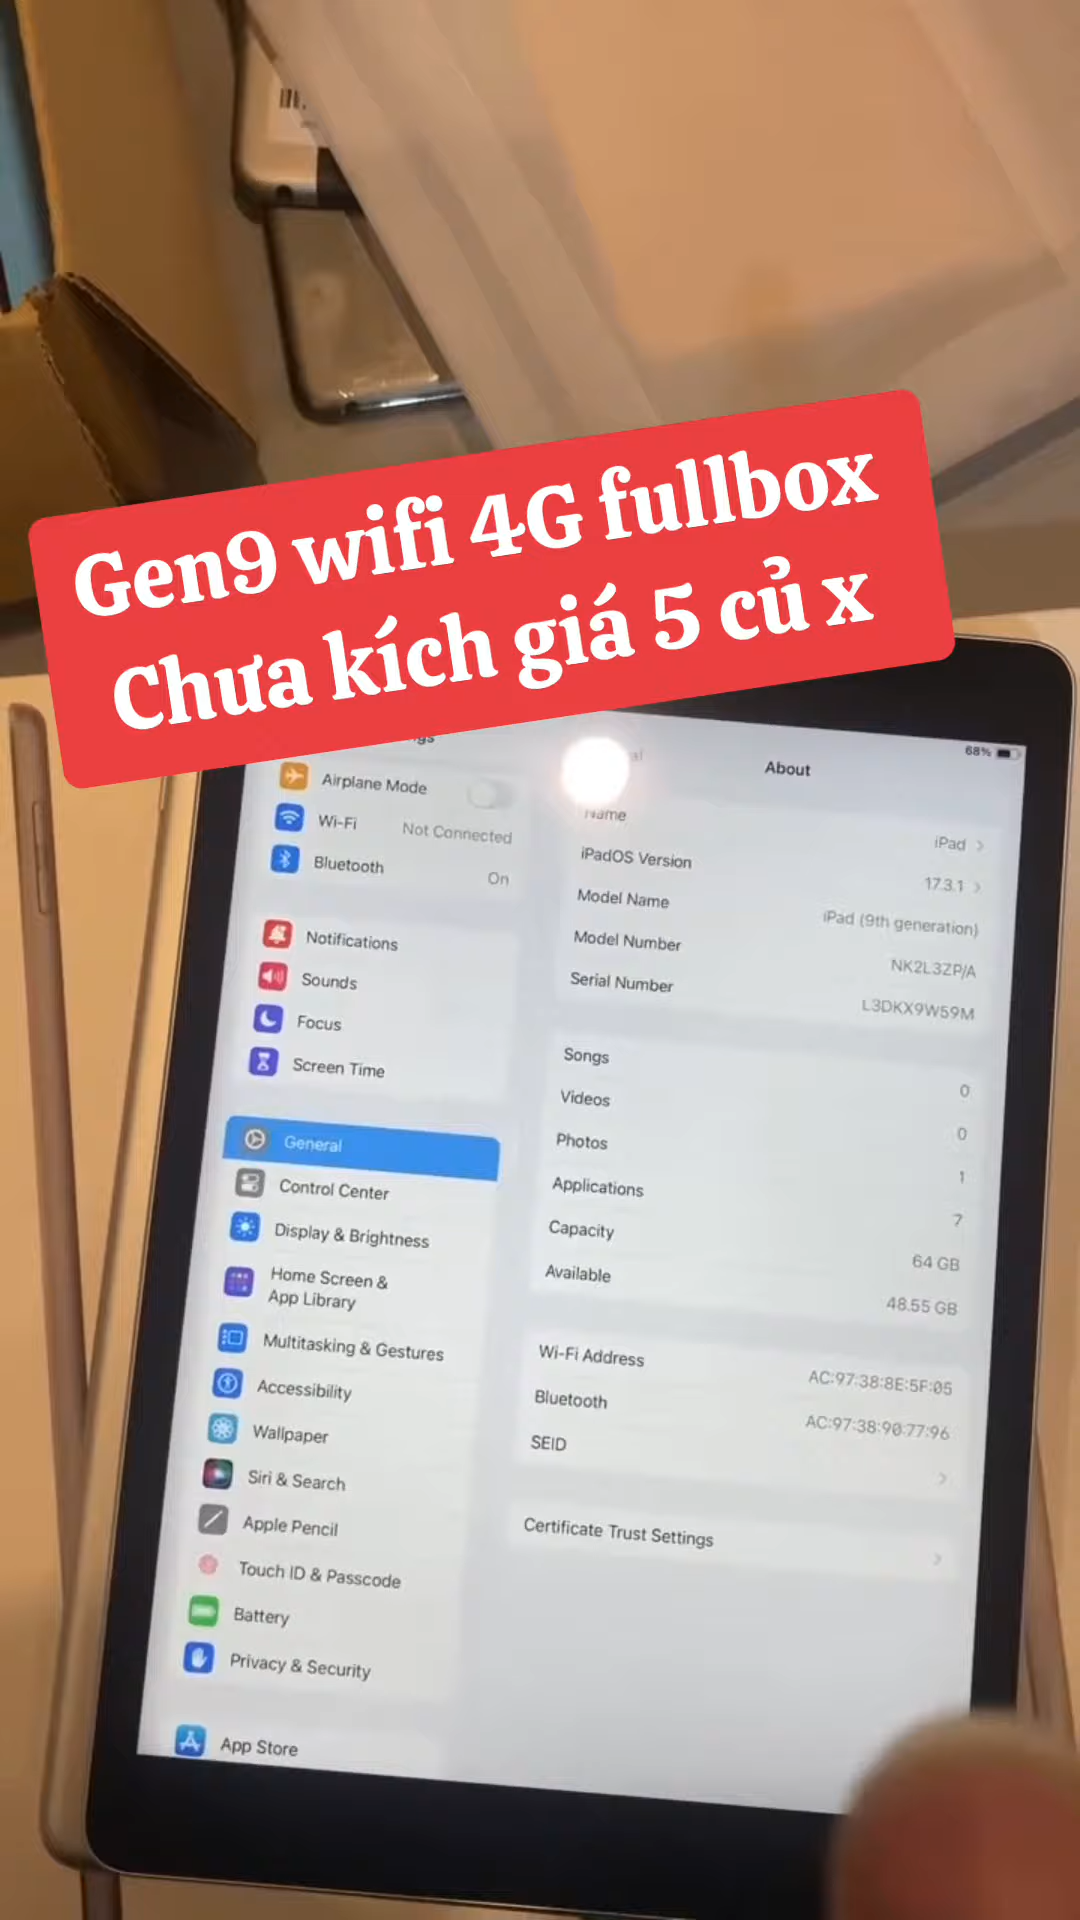 Gen9 wifi 4G fullbox
Chưa kích giá 5 củ x
68%
About
Airplane Mode
Wi-Fi Not Connected
Bluetooth On
Notifications
Sounds
Focus
Screen Time
General
Control Center
Display & Brightness
Home Screen &
App Library
Multitasking & Gestures
Accessibility
Wallpaper
Siri & Search
Apple Pencil
Touch ID & Passcode
Battery
Privacy & Security
App Store
Name iPad
iPadOS Version 17.3.1
Model Name iPad (9th generation)
Model Number NK2L3ZP/A
Serial Number L3DKX9W59M
Songs 0
Videos 0
Photos 1
Applications 7
Capacity 64 GB
Available 48.55 GB
Wi-Fi Address AC:97:38:8E:5F:05
Bluetooth AC:97:38:90:77:96
SEID
Certificate Trust Settings